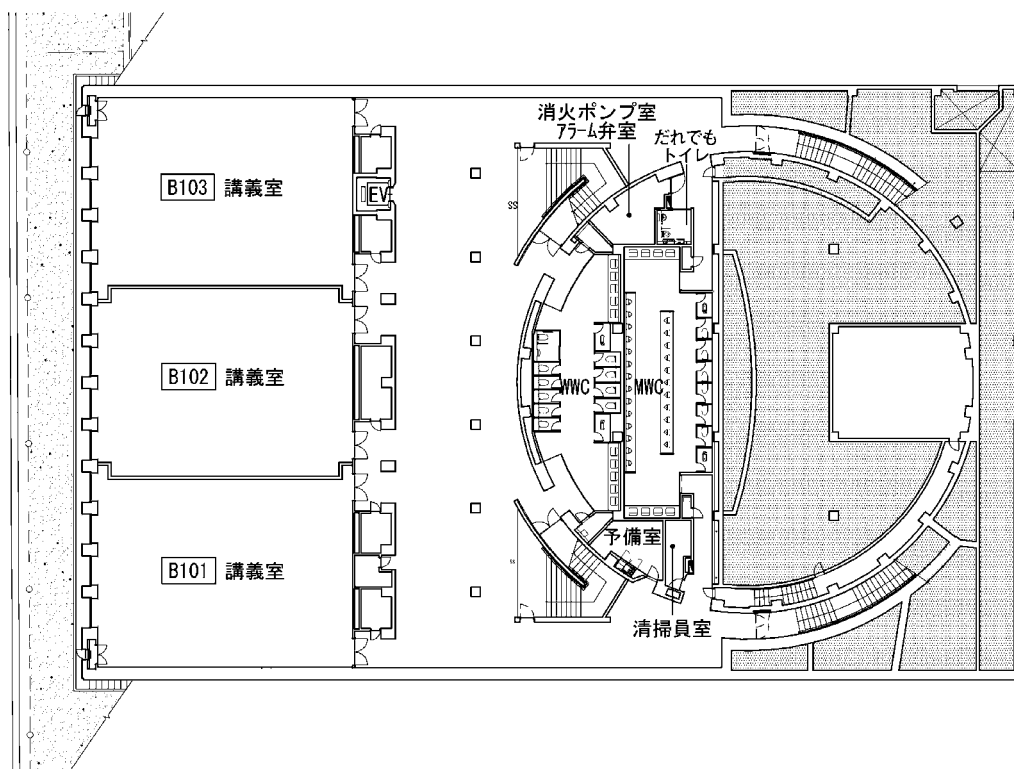 消火ポンプ室
アラーム弁室
だれでも
トイレ
B103 講義室
EV
SS
B102 講義室
WWC
MWC
予備室
B101 講義室
SS
清掃員室